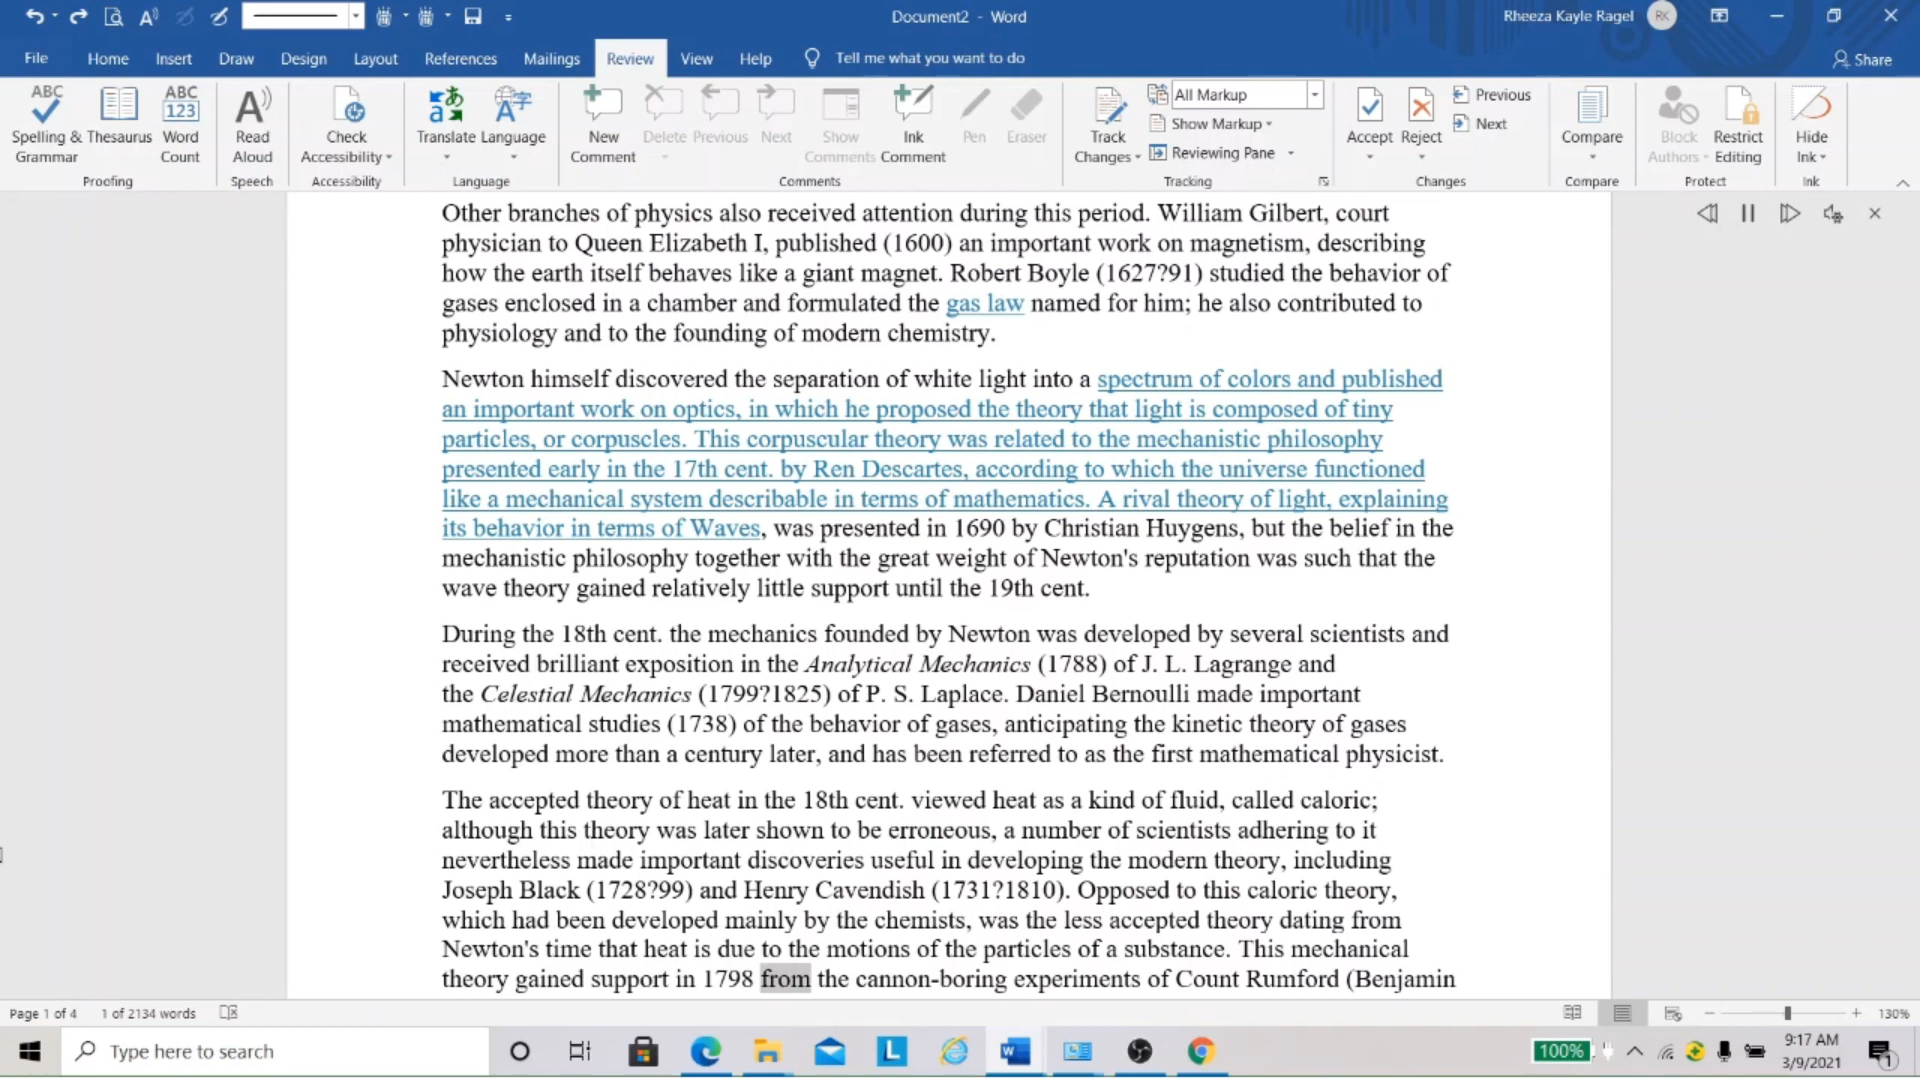 Document2 - Word
Rheeza Kayle Ragel
RK
File Home Insert Draw Design Layout References Mailings Review View Help Tell me what you want to do
Share
ABC Spelling & Grammar
Thesaurus
ABC 123 Word Count
Proofing
Read Aloud
Speech
Check Accessibility
Accessibility
Translate
Language
Language
New Comment
Delete
Previous
Next
Show Comments
Ink Comment
Pen
Eraser
Comments
Track Changes
All Markup
Show Markup
Reviewing Pane
Tracking
Accept
Reject
Previous
Next
Changes
Compare
Compare
Block Authors
Restrict Editing
Protect
Hide Ink
Ink
Other branches of physics also received attention during this period. William Gilbert, court
physician to Queen Elizabeth I, published (1600) an important work on magnetism, describing
how the earth itself behaves like a giant magnet. Robert Boyle (1627?91) studied the behavior of
gases enclosed in a chamber and formulated the gas law named for him; he also contributed to
physiology and to the founding of modern chemistry.
Newton himself discovered the separation of white light into a spectrum of colors and published
an important work on optics, in which he proposed the theory that light is composed of tiny
particles, or corpuscles. This corpuscular theory was related to the mechanistic philosophy
presented early in the 17th cent. by Ren Descartes, according to which the universe functioned
like a mechanical system describable in terms of mathematics. A rival theory of light, explaining
its behavior in terms of Waves, was presented in 1690 by Christian Huygens, but the belief in the
mechanistic philosophy together with the great weight of Newton's reputation was such that the
wave theory gained relatively little support until the 19th cent.
During the 18th cent. the mechanics founded by Newton was developed by several scientists and
received brilliant exposition in the Analytical Mechanics (1788) of J. L. Lagrange and
the Celestial Mechanics (1799?1825) of P. S. Laplace. Daniel Bernoulli made important
mathematical studies (1738) of the behavior of gases, anticipating the kinetic theory of gases
developed more than a century later, and has been referred to as the first mathematical physicist.
The accepted theory of heat in the 18th cent. viewed heat as a kind of fluid, called caloric;
although this theory was later shown to be erroneous, a number of scientists adhering to it
nevertheless made important discoveries useful in developing the modern theory, including
Joseph Black (1728?99) and Henry Cavendish (1731?1810). Opposed to this caloric theory,
which had been developed mainly by the chemists, was the less accepted theory dating from
Newton's time that heat is due to the motions of the particles of a substance. This mechanical
theory gained support in 1798 from the cannon-boring experiments of Count Rumford (Benjamin
Page 1 of 4 1 of 2134 words
130%
Type here to search
100%
9:17 AM
3/9/2021
1